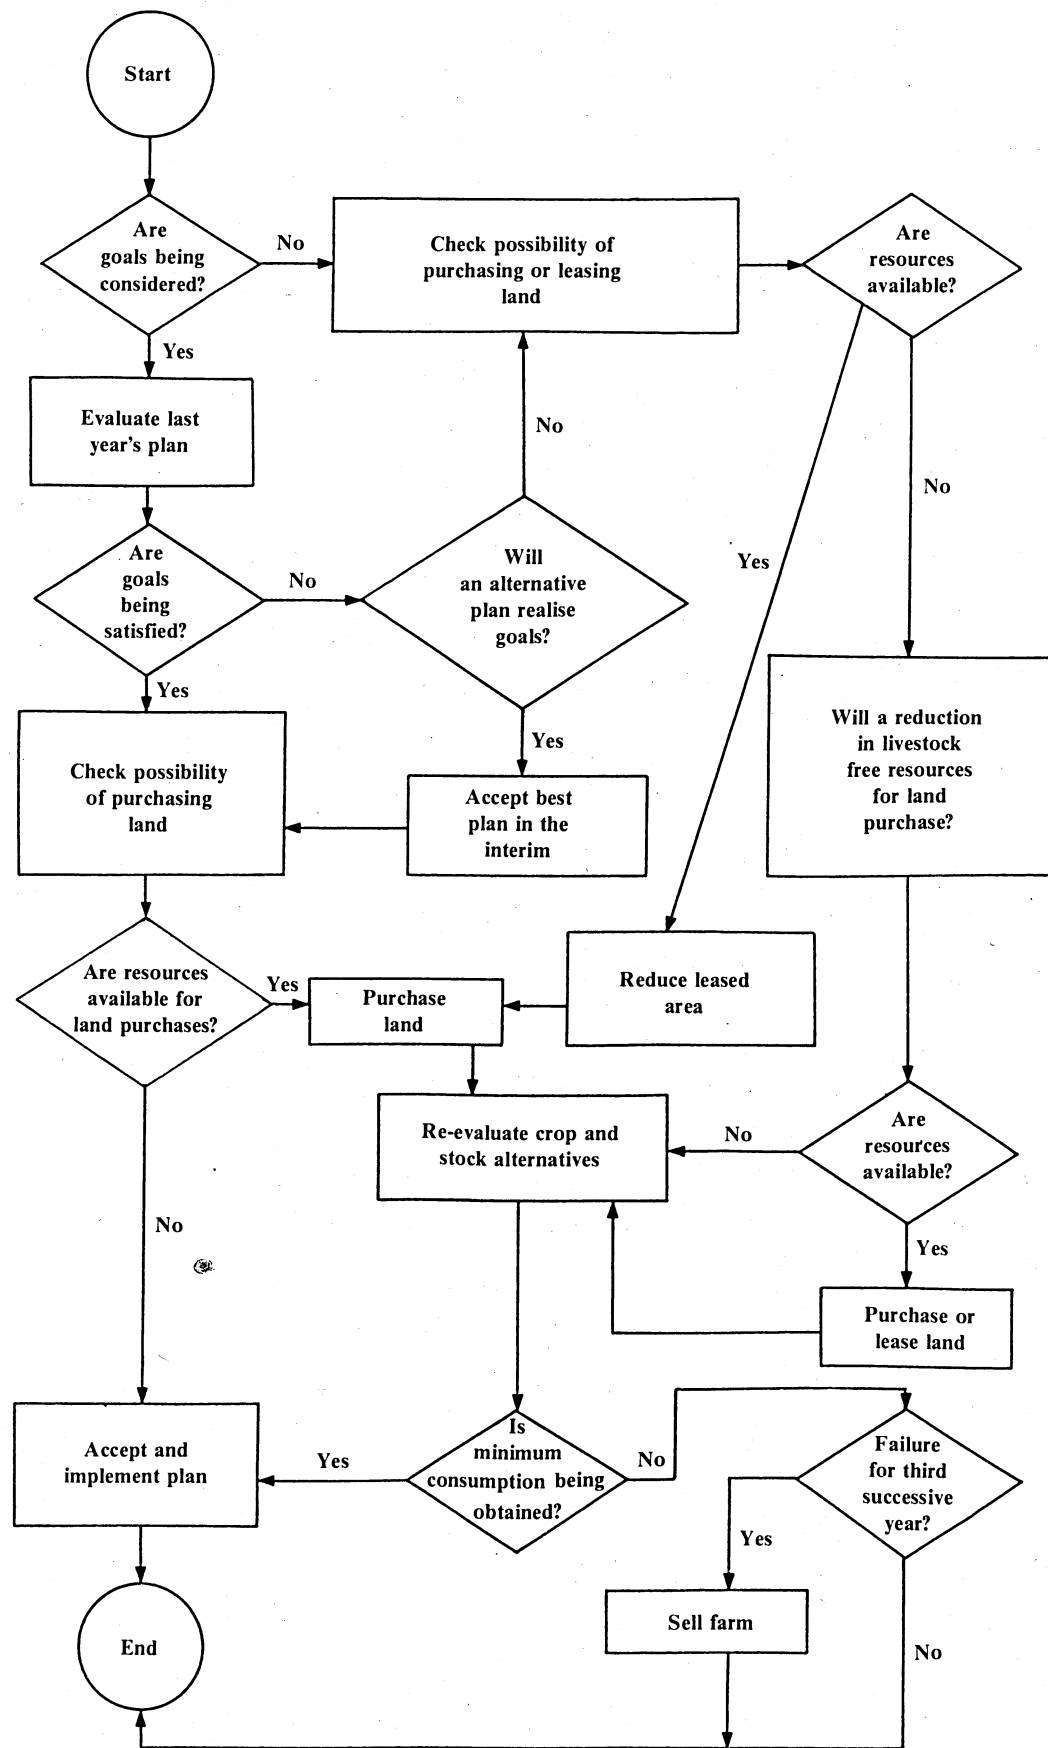 Start
Are
goals being
considered?
No
Check possibility of
purchasing or leasing
land
Are
resources
available?
Yes
Evaluate last
year's plan
No
No
Are
goals
being
satisfied?
No
Will
an alternative
plan realise
goals?
Yes
Yes
Yes
Will a reduction
in livestock
free resources
for land
purchase?
Check possibility
of purchasing
land
Accept best
plan in the
interim
Are resources
available for
land purchases?
Yes
Purchase
land
Reduce leased
area
Re-evaluate crop and
stock alternatives
No
Are
resources
available?
No
Yes
Purchase or
lease land
Accept and
implement plan
Yes
Is
minimum
consumption being
obtained?
No
Failure
for third
successive
year?
Yes
Sell farm
No
End